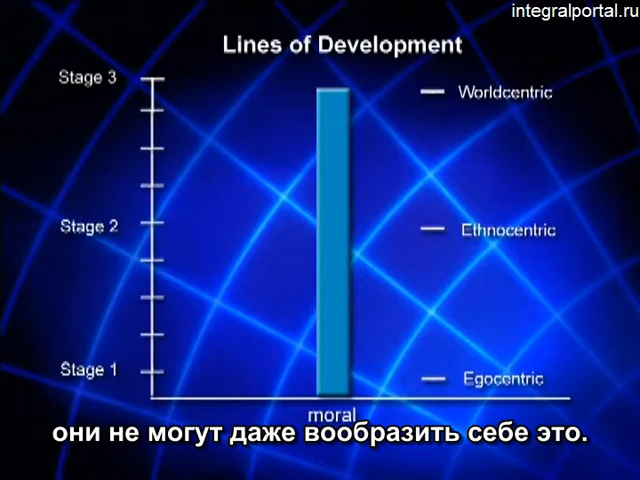 integralportal.ru
Lines of Development
Stage 3
Worldcentric
Stage 2
Ethnocentric
Stage 1
Egocentric
moral
они не могут даже вообразить себе это.